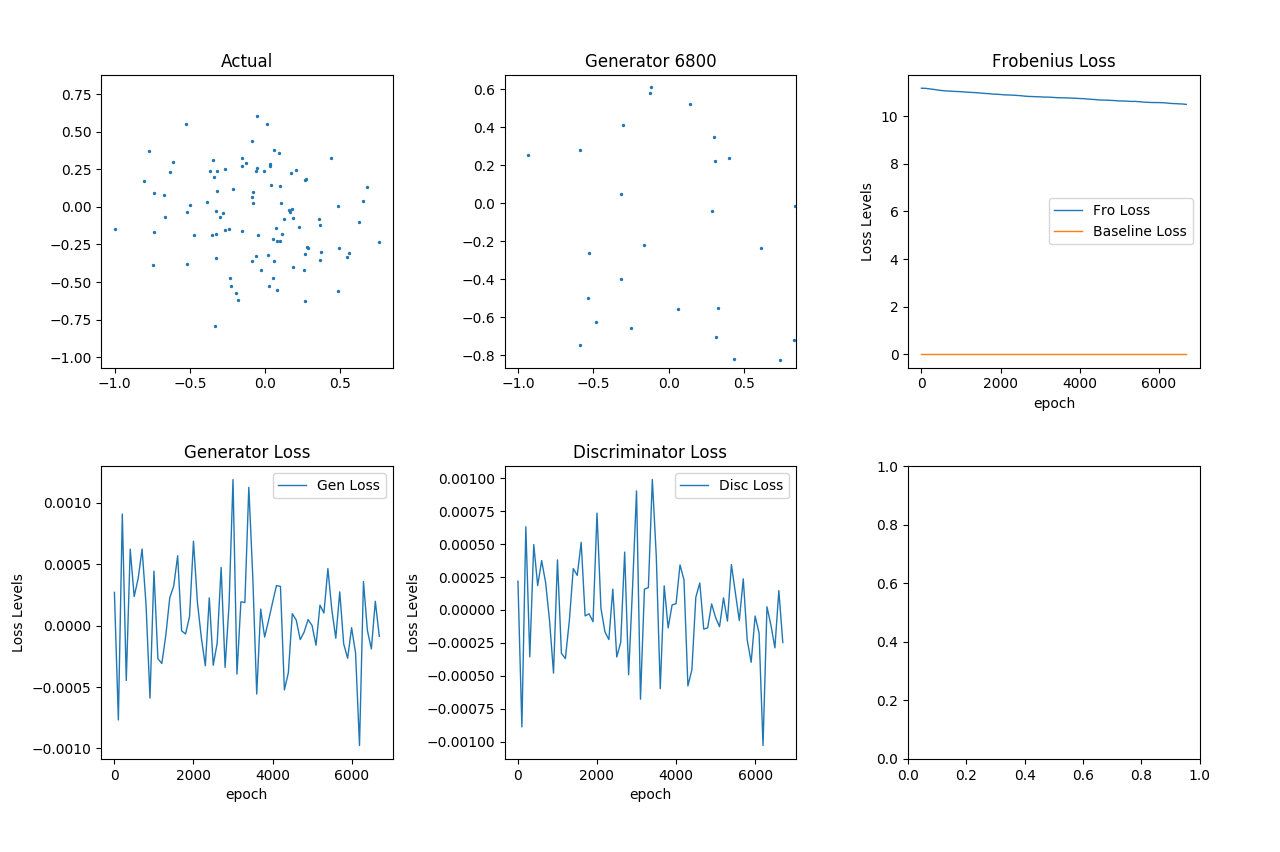 Actual
0.75
0.50
0.25
0.00
−0.25
−0.50
−0.75
−1.00
−1.0 −0.5 0.0 0.5
Generator 6800
0.6
0.4
0.2
0.0
−0.2
−0.4
−0.6
−0.8
−1.0 −0.5 0.0 0.5
Frobenius Loss
Loss Levels
10
8
6
4
2
0
Fro Loss
Baseline Loss
0 2000 4000 6000
epoch
Generator Loss
Loss Levels
0.0010
0.0005
0.0000
−0.0005
−0.0010
Gen Loss
0 2000 4000 6000
epoch
Discriminator Loss
Loss Levels
0.00100
0.00075
0.00050
0.00025
0.00000
−0.00025
−0.00050
−0.00075
−0.00100
Disc Loss
0 2000 4000 6000
epoch
1.0
0.8
0.6
0.4
0.2
0.0
0.0 0.2 0.4 0.6 0.8 1.0